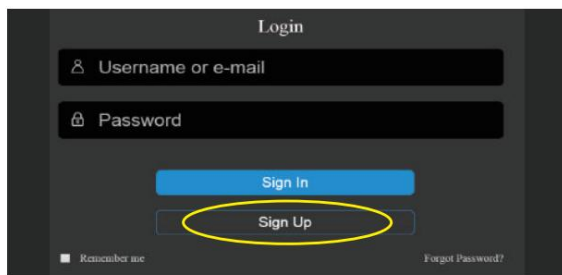 Login
Username or e-mail
Password
Sign In
Sign Up
Remember me Forgot Password?